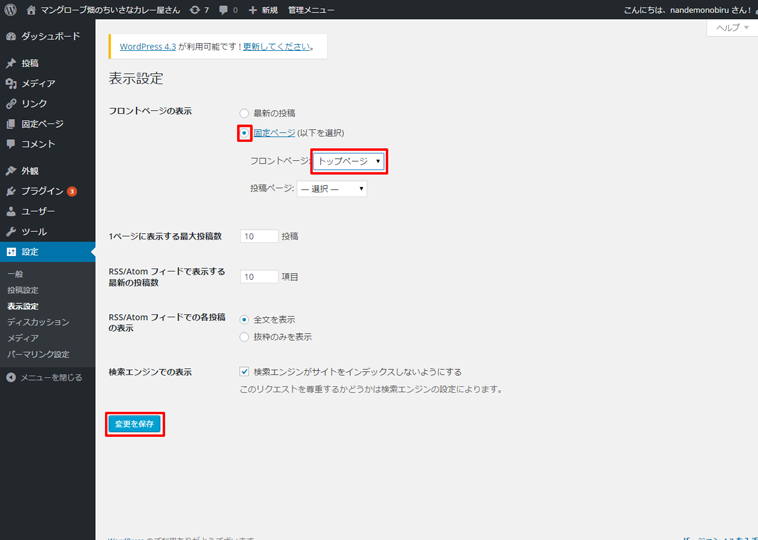 マングローブ畑のちいさなカレー屋さん 7 0 新規 管理メニュー こんにちは、nandemonobiru さん!
ヘルプ
ダッシュボード
投稿
メディア
リンク
固定ページ
コメント
外観
プラグイン 3
ユーザー
ツール
設定
一般
投稿設定
表示設定
ディスカッション
メディア
パーマリンク設定
メニューを閉じる
WordPress 4.3 が利用可能です ! 更新してください。
表示設定
フロントページの表示
最新の投稿
固定ページ (以下を選択)
フロントページ: トップページ
投稿ページ: — 選択 —
1ページに表示する最大投稿数 10 投稿
RSS/Atom フィードで表示する
最新の投稿数
10 項目
RSS/Atom フィードでの各投稿
の表示
全文を表示
抜粋のみを表示
検索エンジンでの表示
検索エンジンがサイトをインデックスしないようにする
このリクエストを尊重するかどうかは検索エンジンの設定によります。
変更を保存